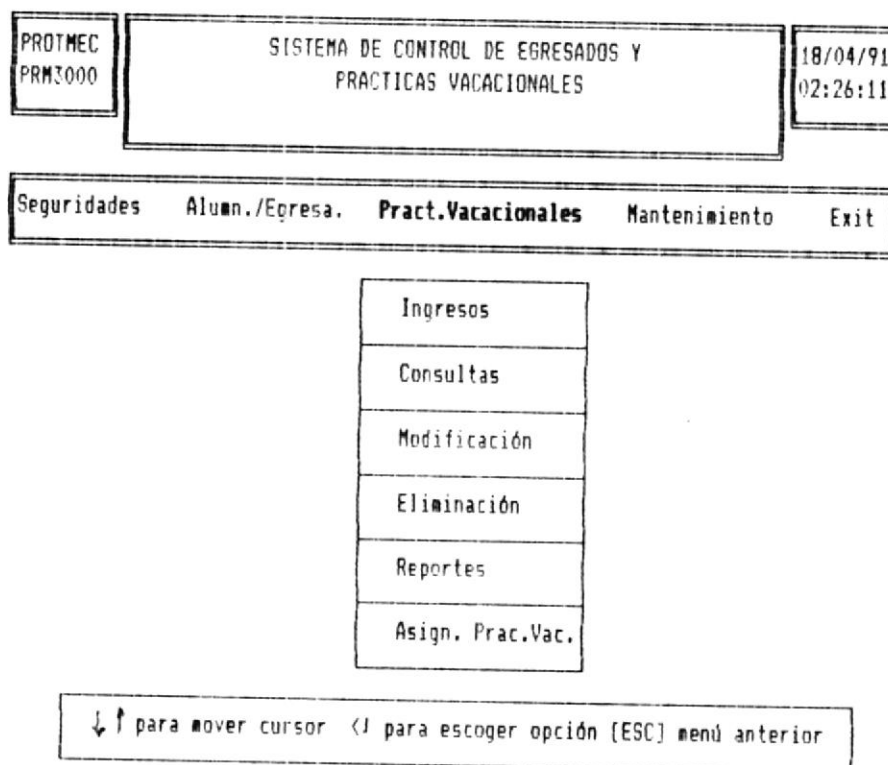 PROTMEC
PRM3000
SISTEMA DE CONTROL DE EGRESADOS Y
PRACTICAS VACACIONALES
18/04/91
02:26:11
Seguridades Alumn./Egresa. Pract.Vacacionales Mantenimiento Exit
Ingresos
Consultas
Modificación
Eliminación
Reportes
Asign. Prac.Vac.
↓ ↑ para mover cursor <┘ para escoger opción [ESC] menú anterior